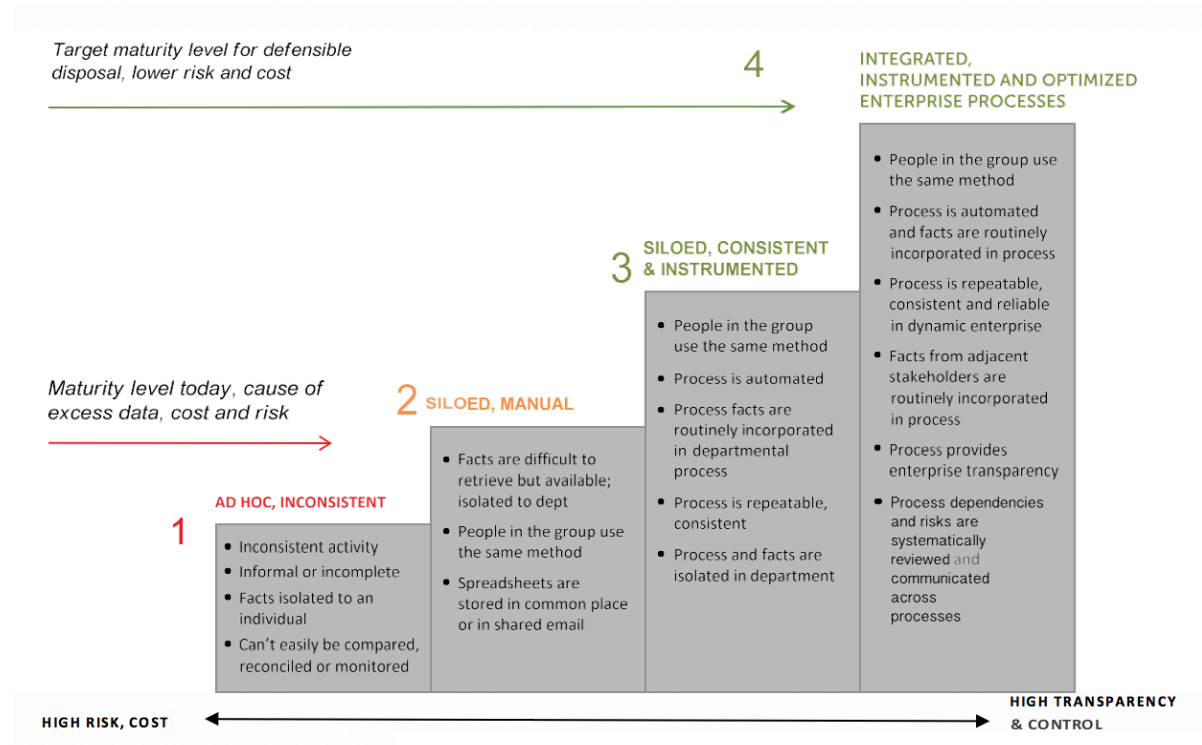 Target maturity level for defensible
disposal, lower risk and cost
4
INTEGRATED,
INSTRUMENTED AND OPTIMIZED
ENTERPRISE PROCESSES
• People in the group use
the same method
• Process is automated
and facts are routinely
incorporated in process
• Process is repeatable,
consistent and reliable
in dynamic enterprise
• Facts from adjacent
stakeholders are
routinely incorporated
in process
• Process provides
enterprise transparency
• Process dependencies
and risks are
systematically
reviewed and
communicated
across
processes
3
SILOED, CONSISTENT
& INSTRUMENTED
• People in the group
use the same method
• Process is automated
• Process facts are
routinely incorporated
in departmental
process
• Process is repeatable,
consistent
• Process and facts are
isolated in department
Maturity level today, cause of
excess data, cost and risk
2
SILOED, MANUAL
• Facts are difficult to
retrieve but available;
isolated to dept
• People in the group use
the same method
• Spreadsheets are
stored in common place
or in shared email
1
AD HOC, INCONSISTENT
• Inconsistent activity
• Informal or incomplete
• Facts isolated to an
individual
• Can't easily be compared,
reconciled or monitored
HIGH RISK, COST
HIGH TRANSPARENCY
& CONTROL